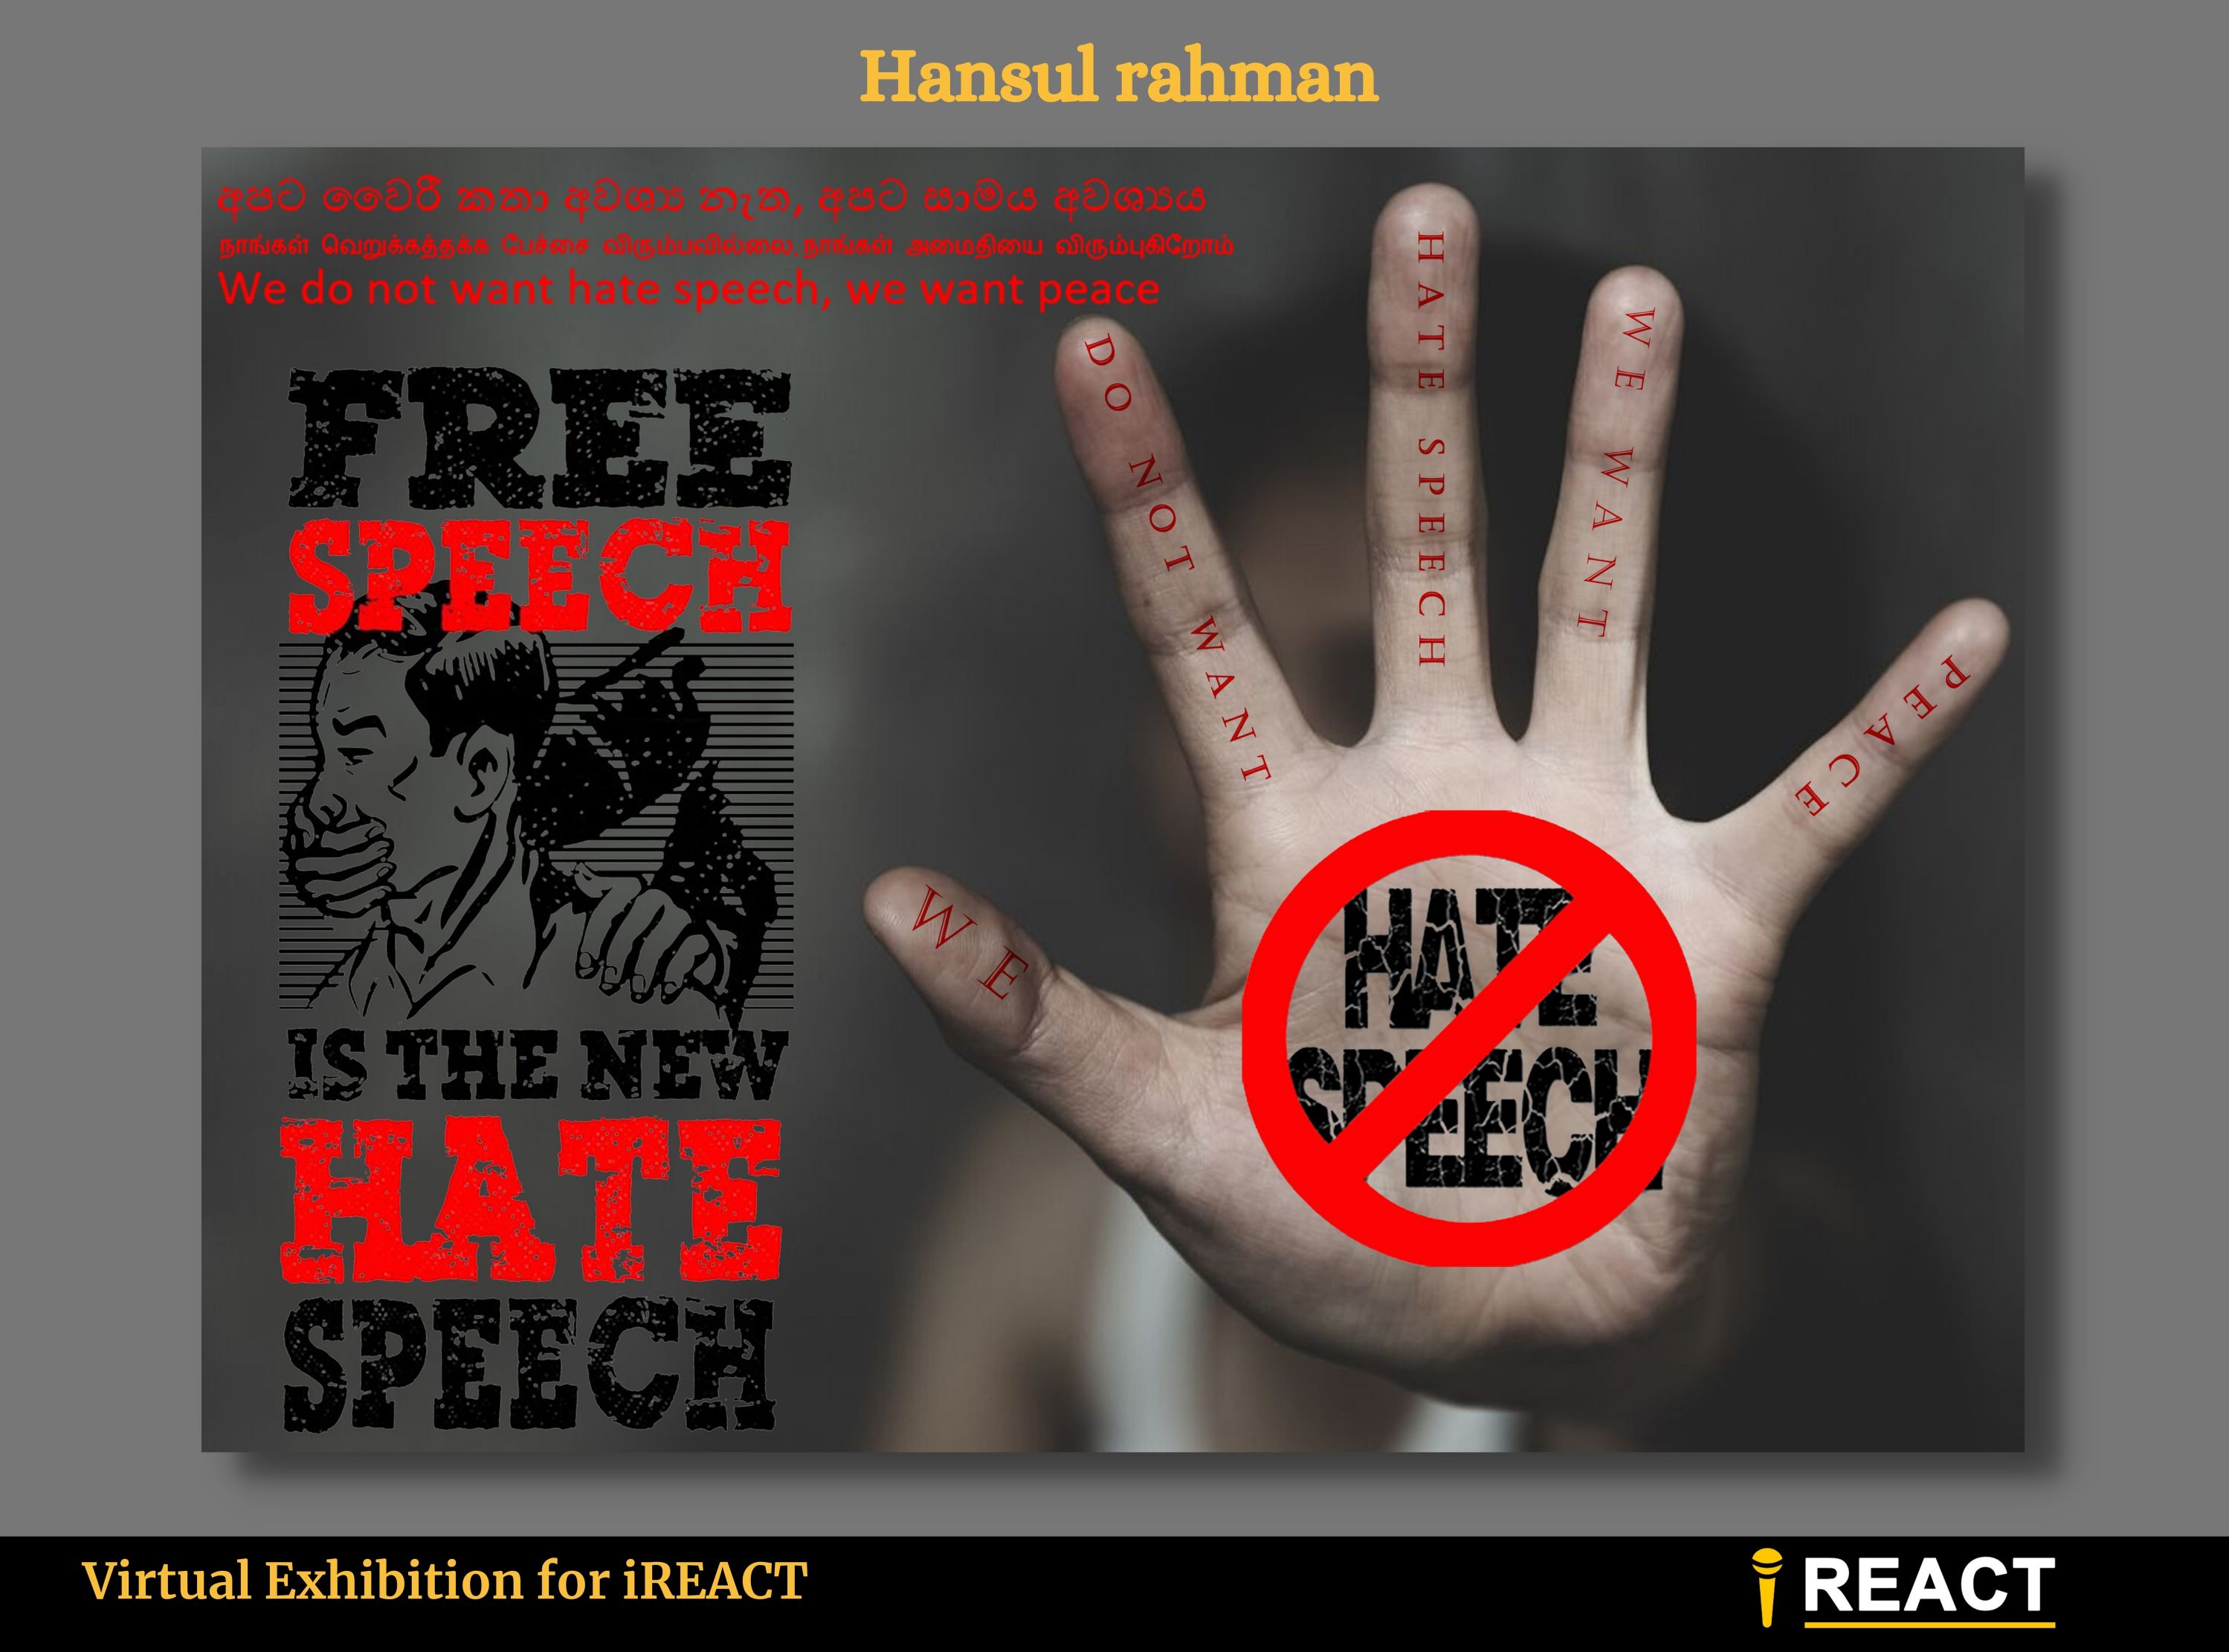 Hansul rahman
අපට වෛරී කතා අවශ්‍ය නැත, අපට සාමය අවශ්‍යය
நாங்கள் வெறுக்கத்தக்க பேச்சை விரும்பவில்லை, நாங்கள் அமைதியை விரும்புகிறோம்
We do not want hate speech, we want peace
FREE
SPEECH
IS THE NEW
HATE
SPEECH
WE
DO NOT WANT
HATE SPEECH
WE WANT
PEACE
HATE
SPEECH
Virtual Exhibition for iREACT
iREACT